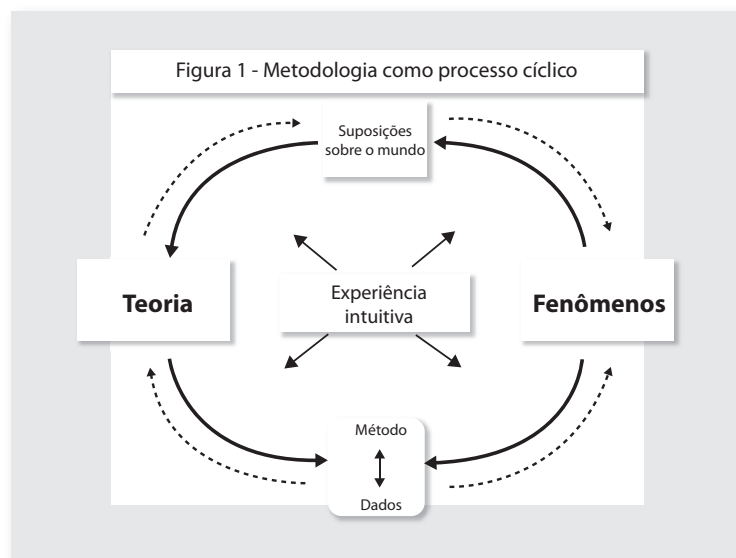 Figura 1 - Metodologia como processo cíclico
Suposições
sobre o mundo
Teoria
Experiência
intuitiva
Fenômenos
Método
Dados